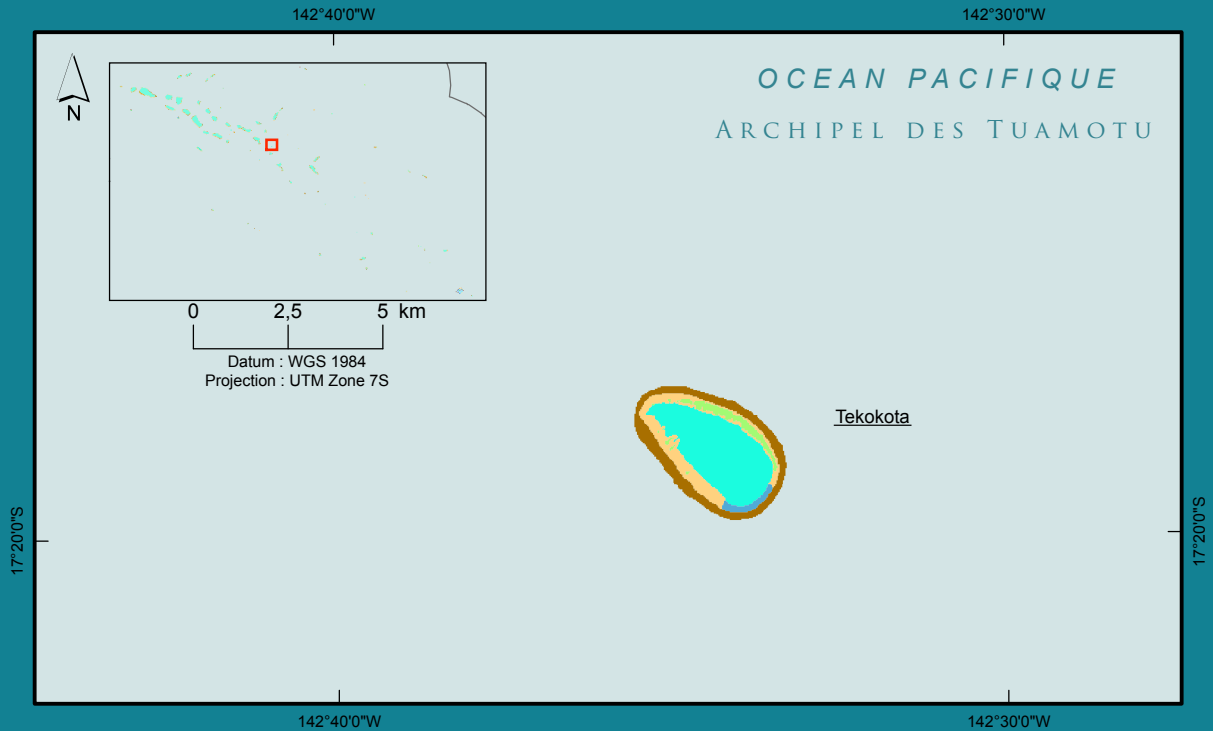 142°40'0"W
142°30'0"W
OCEAN PACIFIQUE
ARCHIPEL DES TUAMOTU
N
0 2,5 5 km
Datum : WGS 1984
Projection : UTM Zone 7S
Tekokota
17°20'0"S
17°20'0"S
142°40'0"W
142°30'0"W